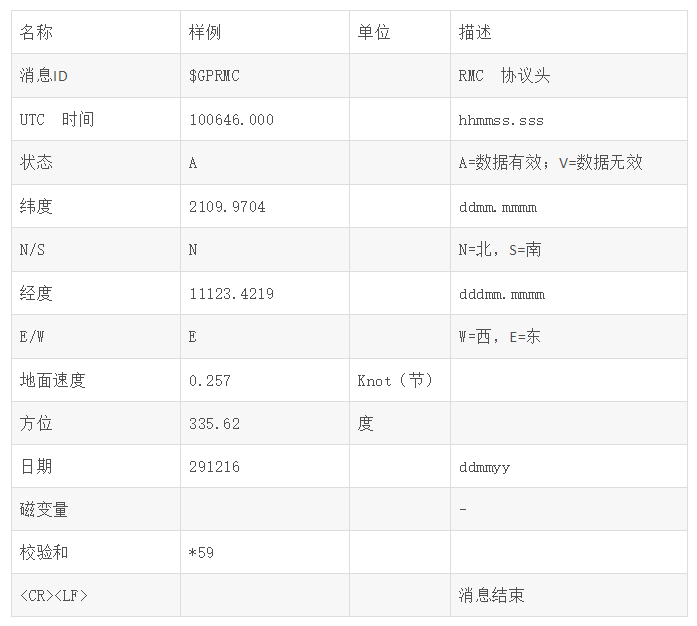 名称 样例 单位 描述
消息ID $GPRMC RMC 协议头
UTC 时间 100646.000 hhmmss.sss
状态 A A=数据有效；V=数据无效
纬度 2109.9704 ddmm.mmmm
N/S N N=北，S=南
经度 11123.4219 dddmm.mmmm
E/W E W=西，E=东
地面速度 0.257 Knot（节）
方位 335.62 度
日期 291216 ddmmyy
磁变量 -
校验和 *59
<CR><LF> 消息结束